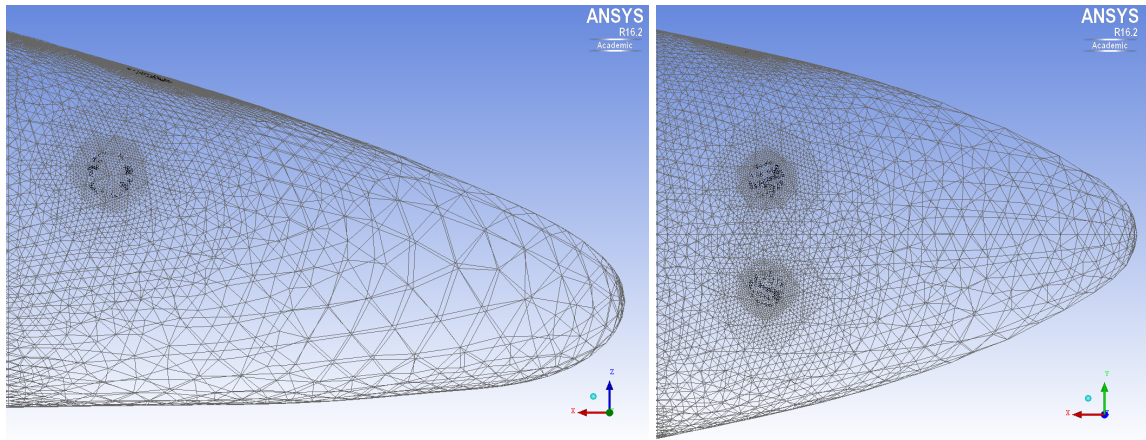 ANSYS
R16.2
Academic
Z
X
ANSYS
R16.2
Academic
Y
X